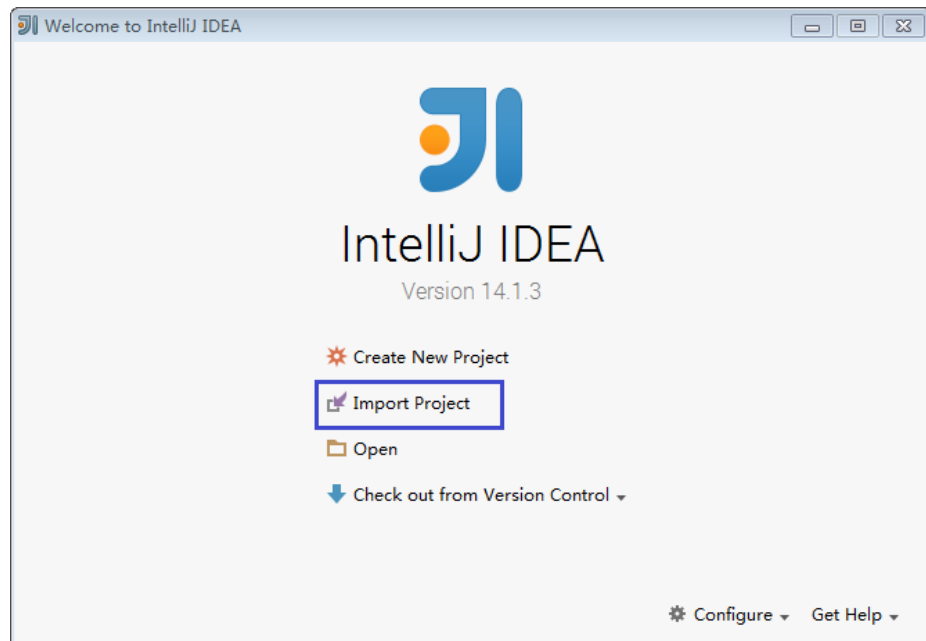 Welcome to IntelliJ IDEA
IntelliJ IDEA
Version 14.1.3
Create New Project
Import Project
Open
Check out from Version Control
Configure Get Help